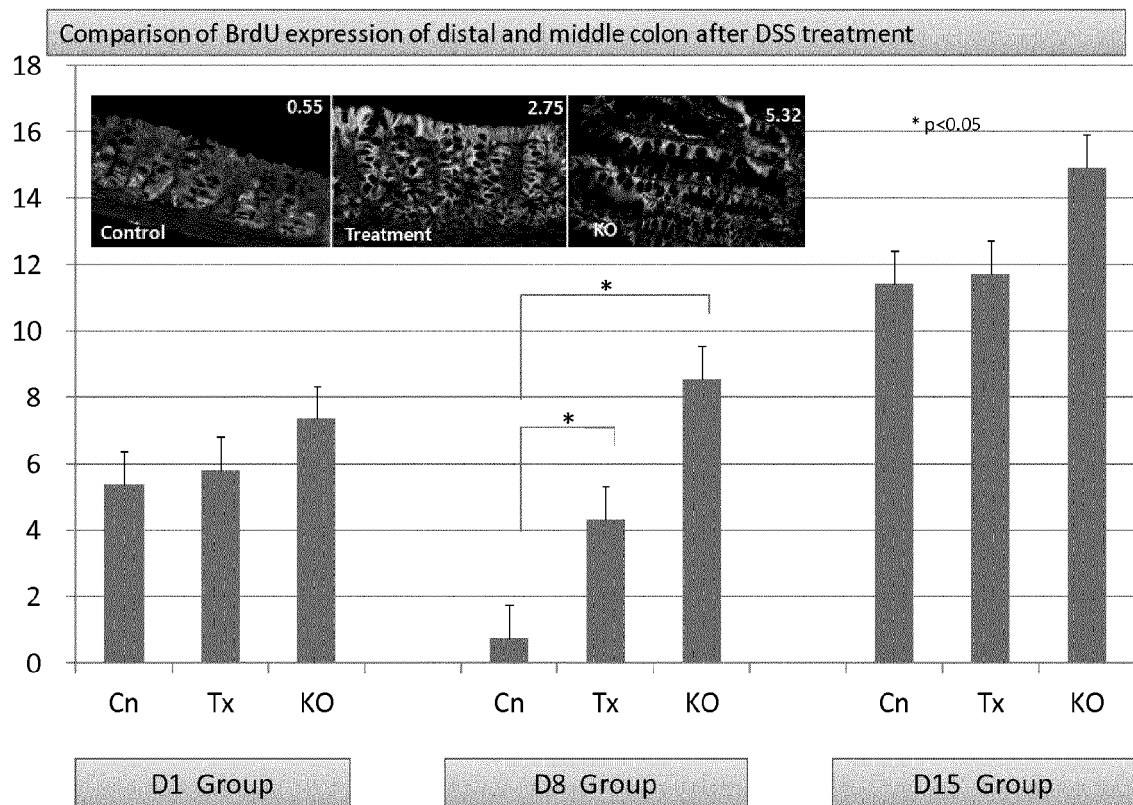 Comparison of BrdU expression of distal and middle colon after DSS treatment
18
16
14
12
10
8
6
4
2
0
0.55
Control
2.75
Treatment
5.32
KO
* p<0.05
*
*
Cn Tx KO Cn Tx KO Cn Tx KO
D1 Group D8 Group D15 Group